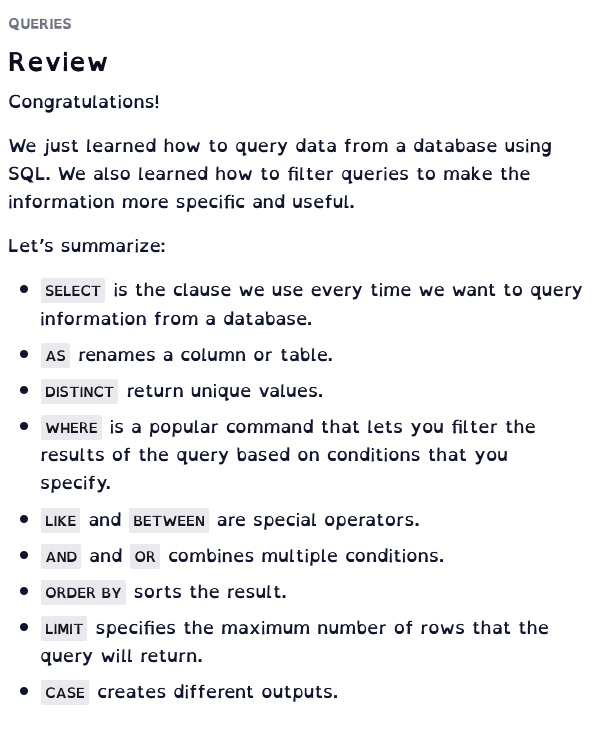 QUERIES
Review
Congratulations!
We just learned how to query data from a database using
SQL. We also learned how to filter queries to make the
information more specific and useful.
Let's summarize:
• SELECT is the clause we use every time we want to query
information from a database.
• AS renames a column or table.
• DISTINCT return unique values.
• WHERE is a popular command that lets you filter the
results of the query based on conditions that you
specify.
• LIKE and BETWEEN are special operators.
• AND and OR combines multiple conditions.
• ORDER BY sorts the result.
• LIMIT specifies the maximum number of rows that the
query will return.
• CASE creates different outputs.